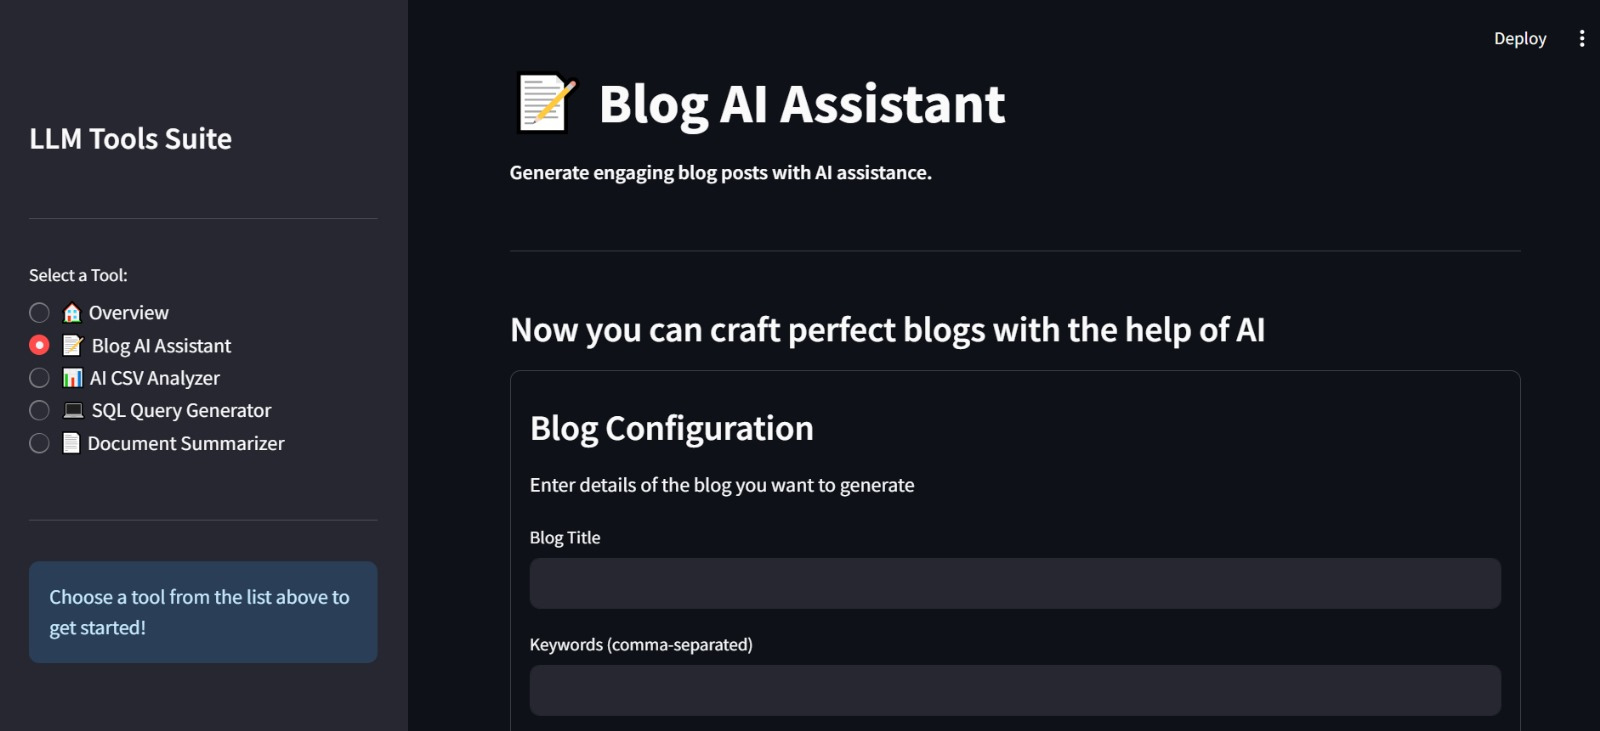 Deploy
LLM Tools Suite
Select a Tool:
Overview
Blog AI Assistant
AI CSV Analyzer
SQL Query Generator
Document Summarizer
Choose a tool from the list above to
get started!
Blog AI Assistant
Generate engaging blog posts with AI assistance.
Now you can craft perfect blogs with the help of AI
Blog Configuration
Enter details of the blog you want to generate
Blog Title
Keywords (comma-separated)